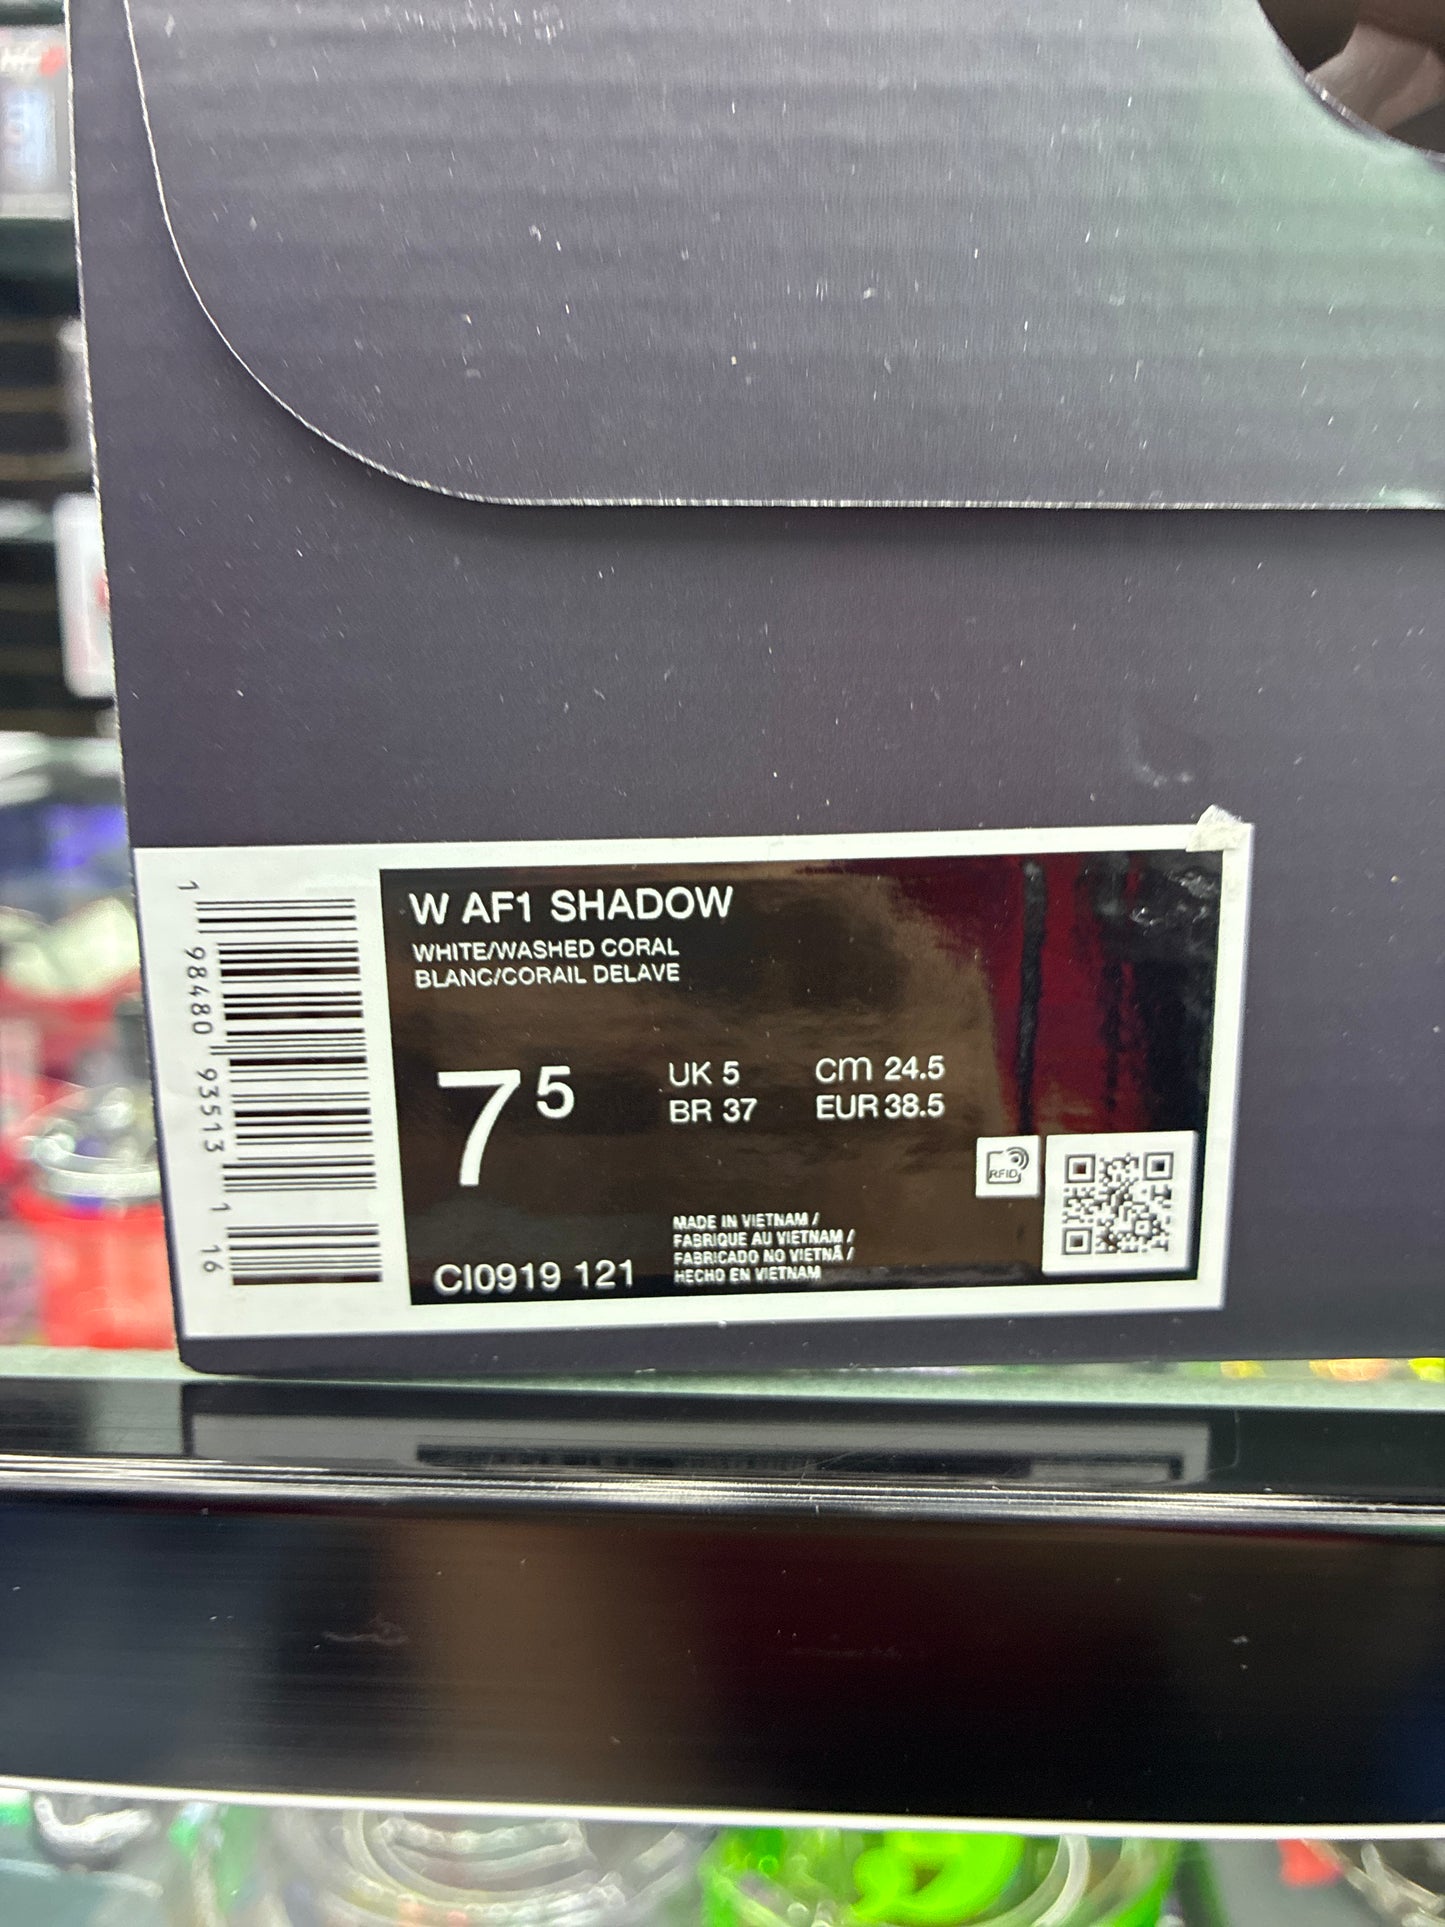 W AF1 SHADOW
WHITE/WASHED CORAL
BLANC/CORAIL DELAVE
7 5
UK 5
BR 37
cm 24.5
EUR 38.5
RFID
CI0919 121
MADE IN VIETNAM /
FABRIQUE AU VIETNAM /
FABRICADO NO VIETNÃ /
HECHO EN VIETNAM
1 98480 93513 1 16